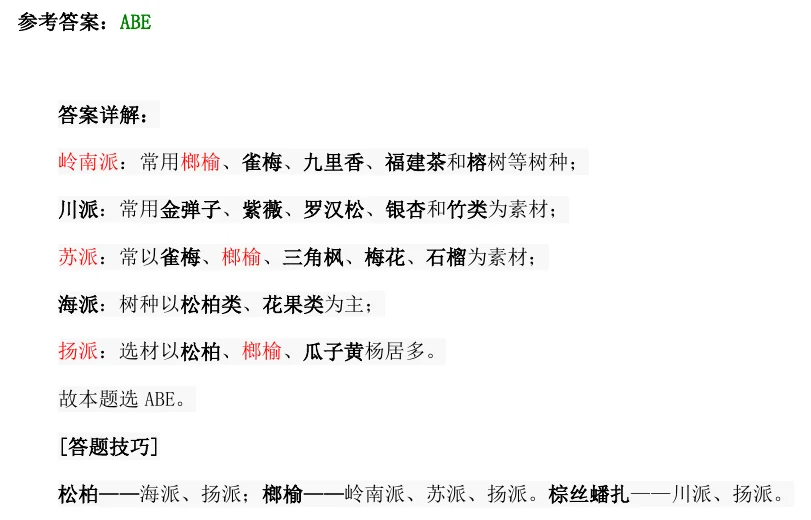 参考答案：ABE
答案详解：
岭南派：常用榔榆、雀梅、九里香、福建茶和榕树等树种；
川派：常用金弹子、紫薇、罗汉松、银杏和竹类为素材；
苏派：常以雀梅、榔榆、三角枫、梅花、石榴为素材；
海派：树种以松柏类、花果类为主；
扬派：选材以松柏、榔榆、瓜子黄杨居多。
故本题选 ABE。
[答题技巧]
松柏——海派、扬派；榔榆——岭南派、苏派、扬派。棕丝蟠扎——川派、扬派。